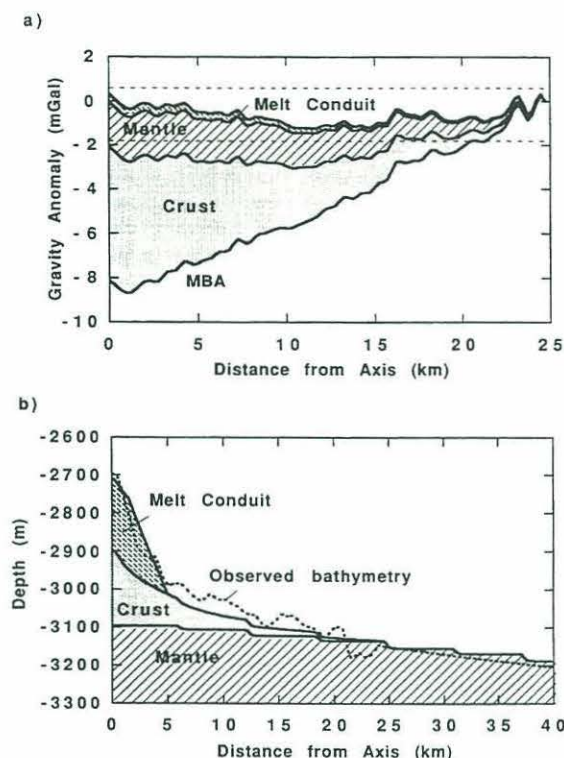 a)
2
0
-2
-4
-6
-8
-10
Gravity Anomaly (mGal)
Melt Conduit
Mantle
Crust
MBA
0 5 10 15 20 25
Distance from Axis (km)
b)
-2600
-2700
-2800
-2900
-3000
-3100
-3200
-3300
Depth (m)
Melt Conduit
Observed bathymetry
Crust
Mantle
0 5 10 15 20 25 30 35 40
Distance from Axis (km)